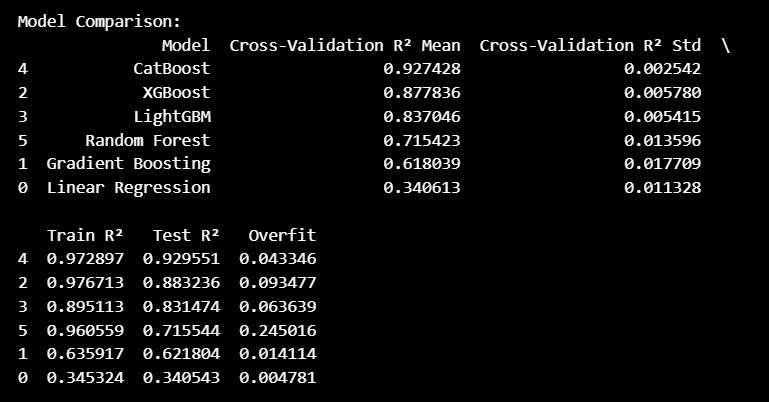 Model Comparison:
Model Cross-Validation R² Mean Cross-Validation R² Std \
4 CatBoost 0.927428 0.002542
2 XGBoost 0.877836 0.005780
3 LightGBM 0.837046 0.005415
5 Random Forest 0.715423 0.013596
1 Gradient Boosting 0.618039 0.017709
0 Linear Regression 0.340613 0.011328
Train R² Test R² Overfit
4 0.972897 0.929551 0.043346
2 0.976713 0.883236 0.093477
3 0.895113 0.831474 0.063639
5 0.960559 0.715544 0.245016
1 0.635917 0.621804 0.014114
0 0.345324 0.340543 0.004781